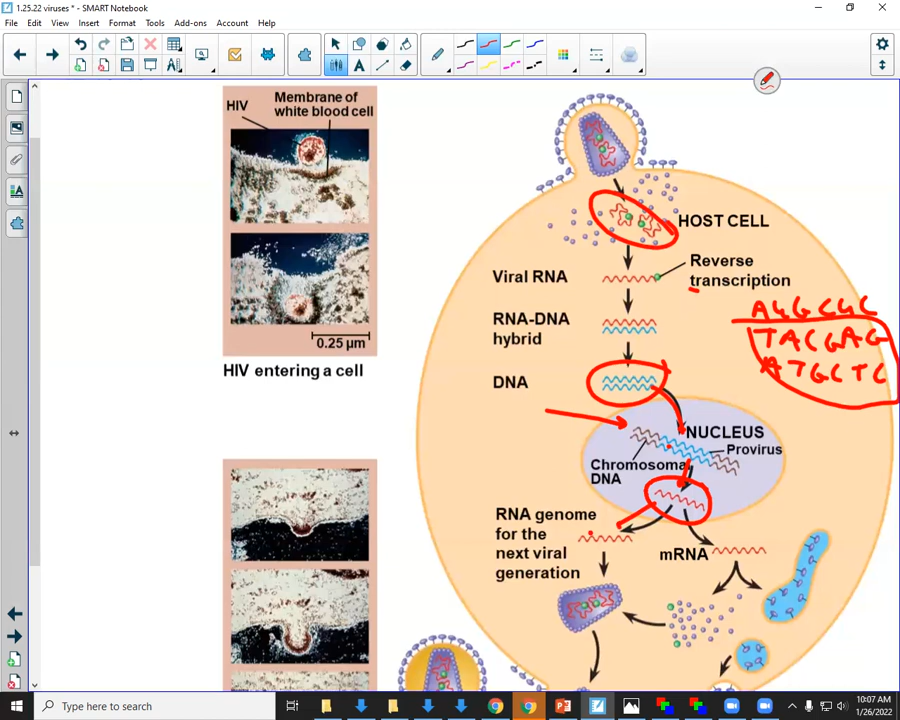 1.25.22 viruses - SMART Notebook
File Edit View Insert Format Tools Add-ons Account Help
HIV
Membrane of
white blood cell
0.25 µm
HIV entering a cell
HOST CELL
Viral RNA
Reverse
transcription
RNA-DNA
hybrid
DNA
TACGAG
ATGCTC
NUCLEUS
Provirus
Chromosomal
DNA
RNA genome
for the
next viral
generation
mRNA
Type here to search
10:07 AM
1/26/2022